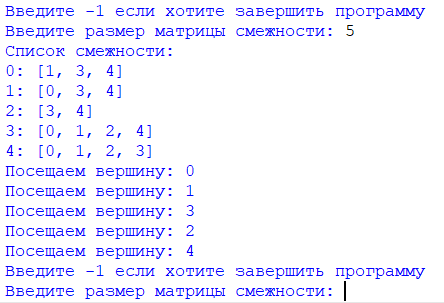 Введите -1 если хотите завершить программу
Введите размер матрицы смежности: 5
Список смежности:
0: [1, 3, 4]
1: [0, 3, 4]
2: [3, 4]
3: [0, 1, 2, 4]
4: [0, 1, 2, 3]
Посещаем вершину: 0
Посещаем вершину: 1
Посещаем вершину: 3
Посещаем вершину: 2
Посещаем вершину: 4
Введите -1 если хотите завершить программу
Введите размер матрицы смежности: